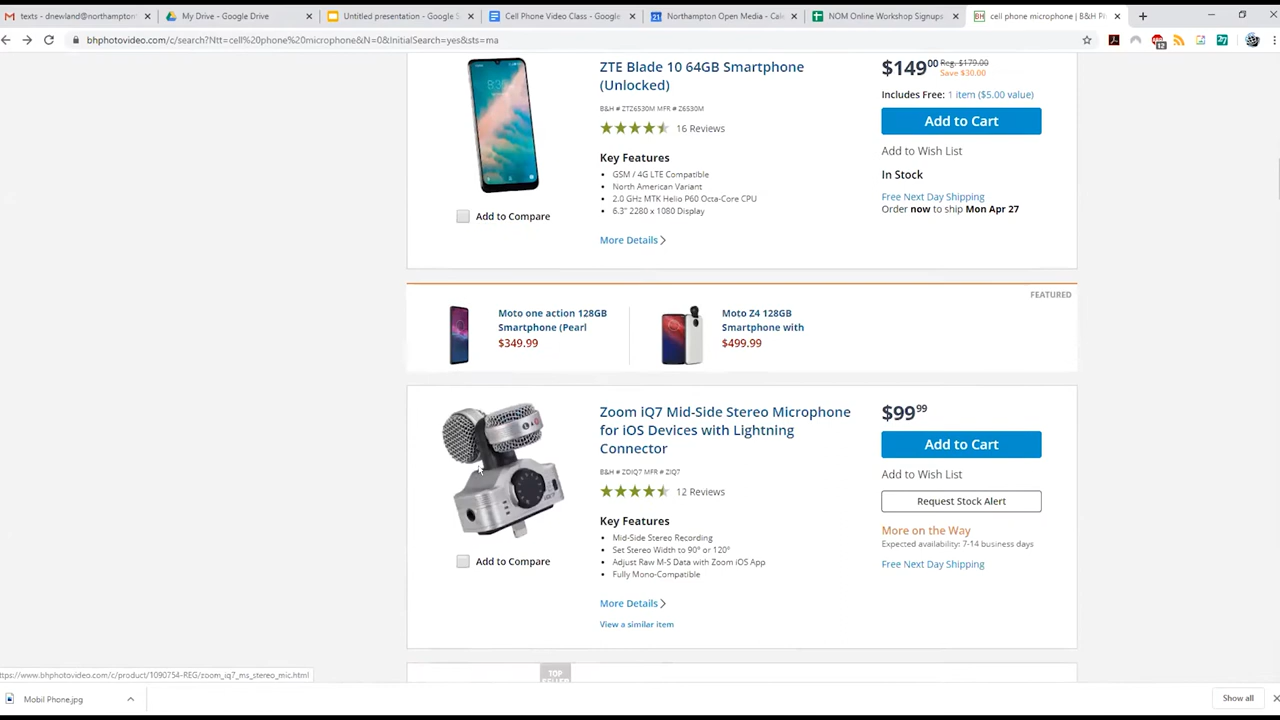 texts - dnewland@northampton
My Drive - Google Drive
Untitled presentation - Google S
Cell Phone Video Class - Google
Northampton Open Media - Cale
NOM Online Workshop Signups
cell phone microphone | B&H Ph
bhphotovideo.com/c/search?Ntt=cell%20phone%20microphone&N=0&InitialSearch=yes&sts=ma
ZTE Blade 10 64GB Smartphone
(Unlocked)
B&H # ZTZ6530M MFR # Z6530M
16 Reviews
Key Features
GSM / 4G LTE Compatible
North American Variant
2.0 GHz MTK Helio P60 Octa-Core CPU
6.3" 2280 x 1080 Display
More Details
Add to Compare
$149.00 Reg. $179.00
Save $30.00
Includes Free: 1 item ($5.00 value)
Add to Cart
Add to Wish List
In Stock
Free Next Day Shipping
Order now to ship Mon Apr 27
FEATURED
Moto one action 128GB
Smartphone (Pearl
$349.99
Moto Z4 128GB
Smartphone with
$499.99
Zoom iQ7 Mid-Side Stereo Microphone
for iOS Devices with Lightning
Connector
B&H # ZOIQ7 MFR # ZIQ7
12 Reviews
Key Features
Mid-Side Stereo Recording
Set Stereo Width to 90° or 120°
Adjust Raw M-S Data with Zoom iOS App
Fully Mono-Compatible
More Details
View a similar item
Add to Compare
$99.99
Add to Cart
Add to Wish List
Request Stock Alert
More on the Way
Expected availability: 7-14 business days
Free Next Day Shipping
TOP
SELLER
https://www.bhphotovideo.com/c/product/1090754-REG/zoom_iq7_ms_stereo_mic.html
Mobil Phone.jpg
Show all